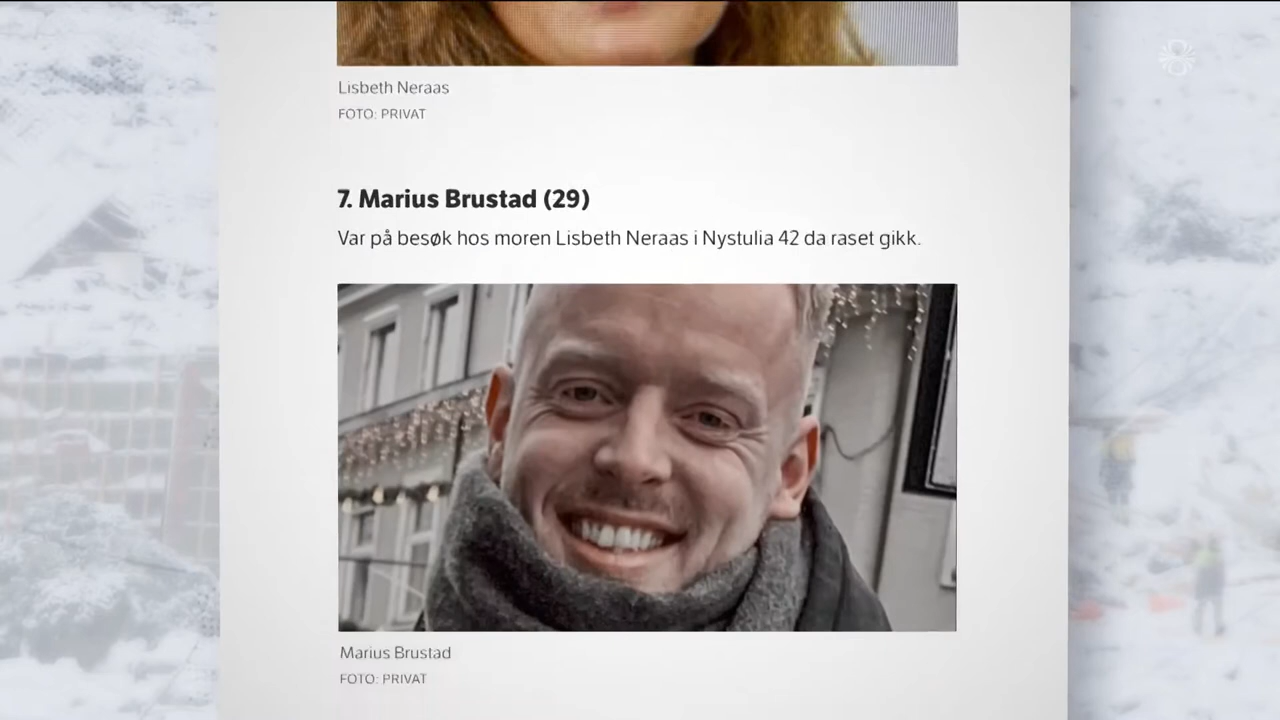 Lisbeth Neraas
FOTO: PRIVAT
7. Marius Brustad (29)
Var på besøk hos moren Lisbeth Neraas i Nystulia 42 da raset gikk.
Marius Brustad
FOTO: PRIVAT